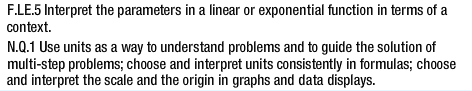 F.LE.5 Interpret the parameters in a linear or exponential function in terms of a
context.
N.Q.1 Use units as a way to understand problems and to guide the solution of
multi-step problems; choose and interpret units consistently in formulas; choose
and interpret the scale and the origin in graphs and data displays.